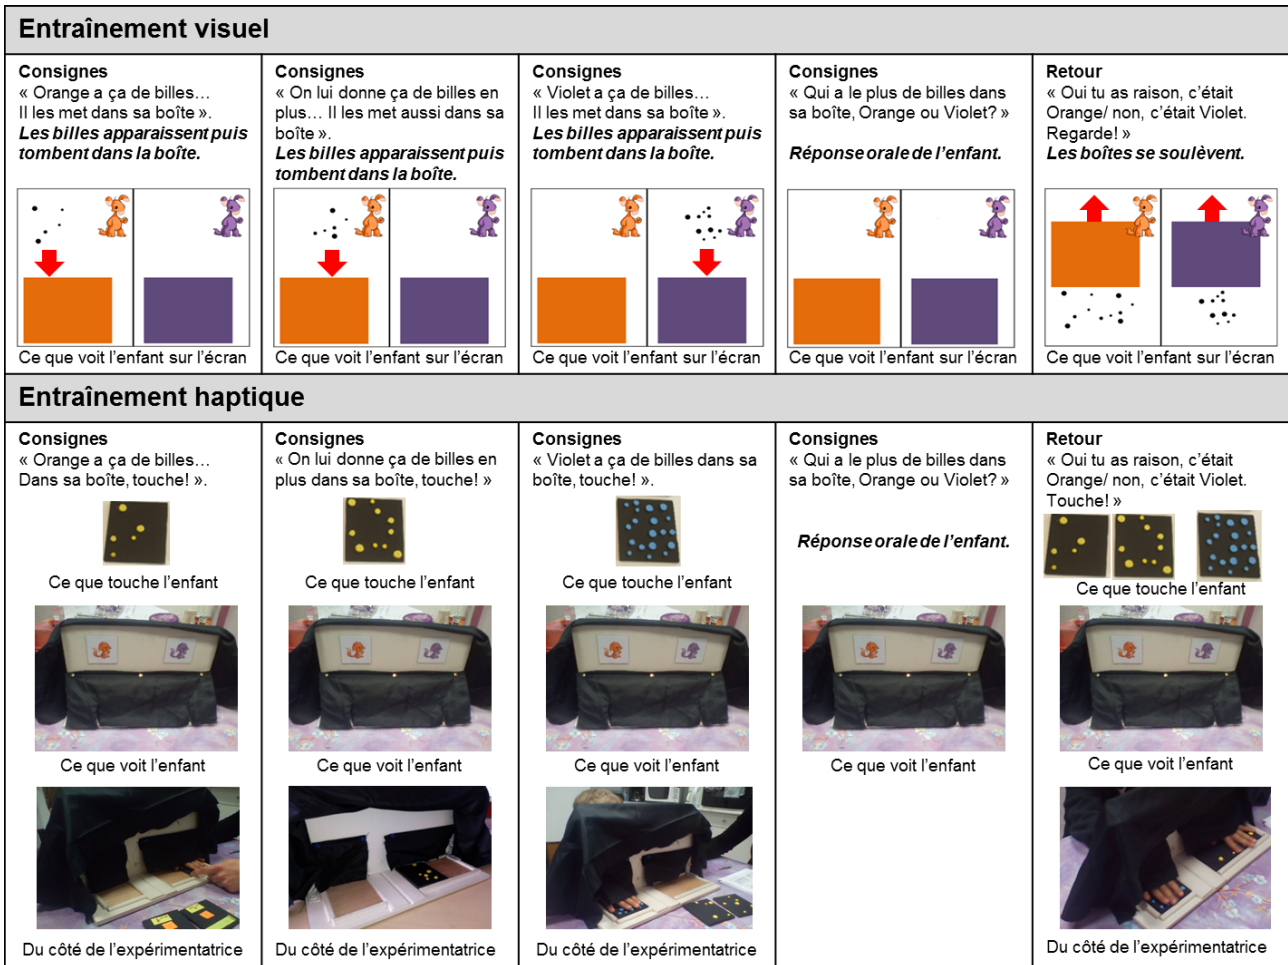 Entraînement visuel
Consignes
« Orange a ça de billes…
Il les met dans sa boîte ».
Les billes apparaissent puis
tombent dans la boîte.
Ce que voit l’enfant sur l’écran
Consignes
« On lui donne ça de billes en
plus… Il les met aussi dans sa
boîte ».
Les billes apparaissent puis
tombent dans la boîte.
Ce que voit l’enfant sur l’écran
Consignes
« Violet a ça de billes…
Il les met dans sa boîte ».
Les billes apparaissent puis
tombent dans la boîte.
Ce que voit l’enfant sur l’écran
Consignes
« Qui a le plus de billes dans
sa boîte, Orange ou Violet? »
Réponse orale de l’enfant.
Ce que voit l’enfant sur l’écran
Retour
« Oui tu as raison, c’était
Orange/ non, c’était Violet.
Regarde! »
Les boîtes se soulèvent.
Ce que voit l’enfant sur l’écran
Entraînement haptique
Consignes
« Orange a ça de billes…
Dans sa boîte, touche! ».
Ce que touche l’enfant
Ce que voit l’enfant
Du côté de l’expérimentatrice
Consignes
« On lui donne ça de billes en
plus dans sa boîte, touche! »
Ce que touche l’enfant
Ce que voit l’enfant
Du côté de l’expérimentatrice
Consignes
« Violet a ça de billes dans sa
boîte, touche! ».
Ce que touche l’enfant
Ce que voit l’enfant
Du côté de l’expérimentatrice
Consignes
« Qui a le plus de billes dans
sa boîte, Orange ou Violet? »
Réponse orale de l’enfant.
Ce que voit l’enfant
Retour
« Oui tu as raison, c’était
Orange/ non, c’était Violet.
Touche! »
Ce que touche l’enfant
Ce que voit l’enfant
Du côté de l’expérimentatrice